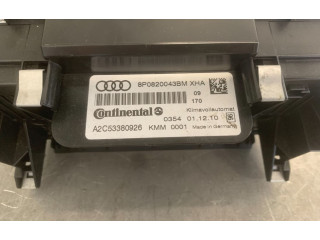 8P0820043BM XHA
09
170
Klimavollautomat
Continental
0354 01.12.10
A2C53380926 KMM 0001 Made in Germany